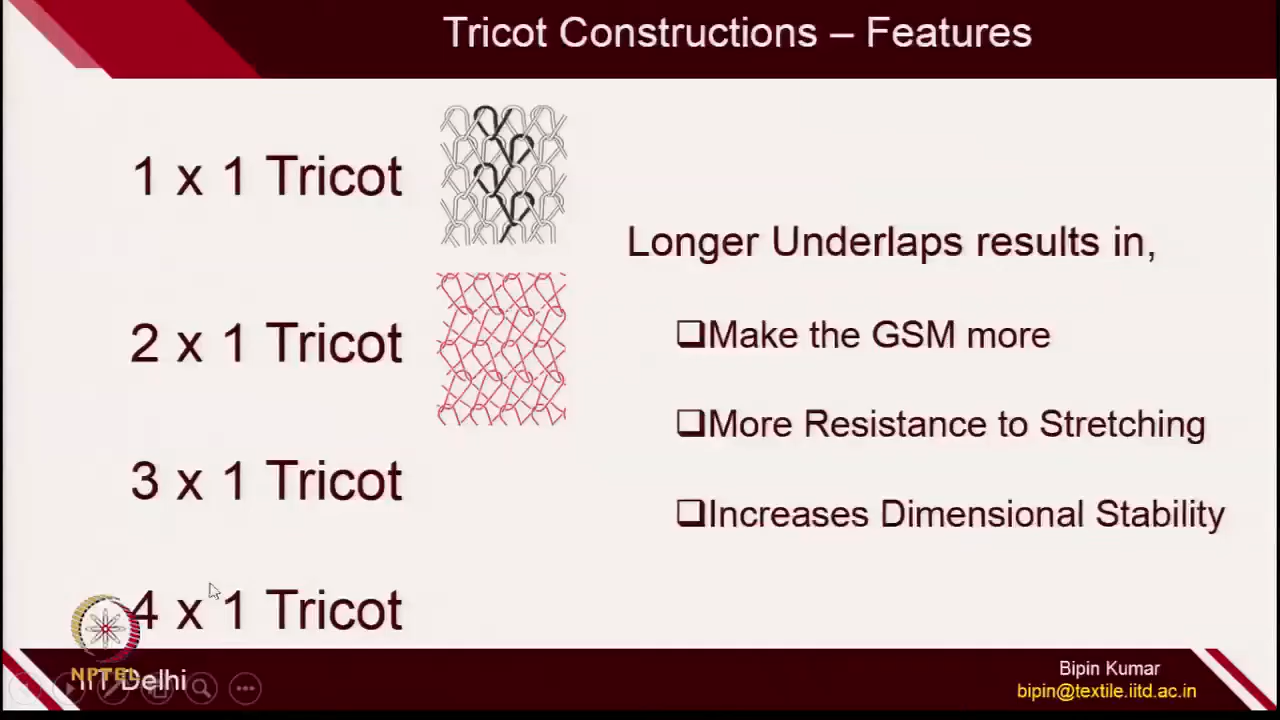 Tricot Constructions – Features
1 x 1 Tricot
2 x 1 Tricot
3 x 1 Tricot
4 x 1 Tricot
Longer Underlaps results in,
❑Make the GSM more
❑More Resistance to Stretching
❑Increases Dimensional Stability
NPTEL
IIT Delhi
Bipin Kumar
bipin@textile.iitd.ac.in